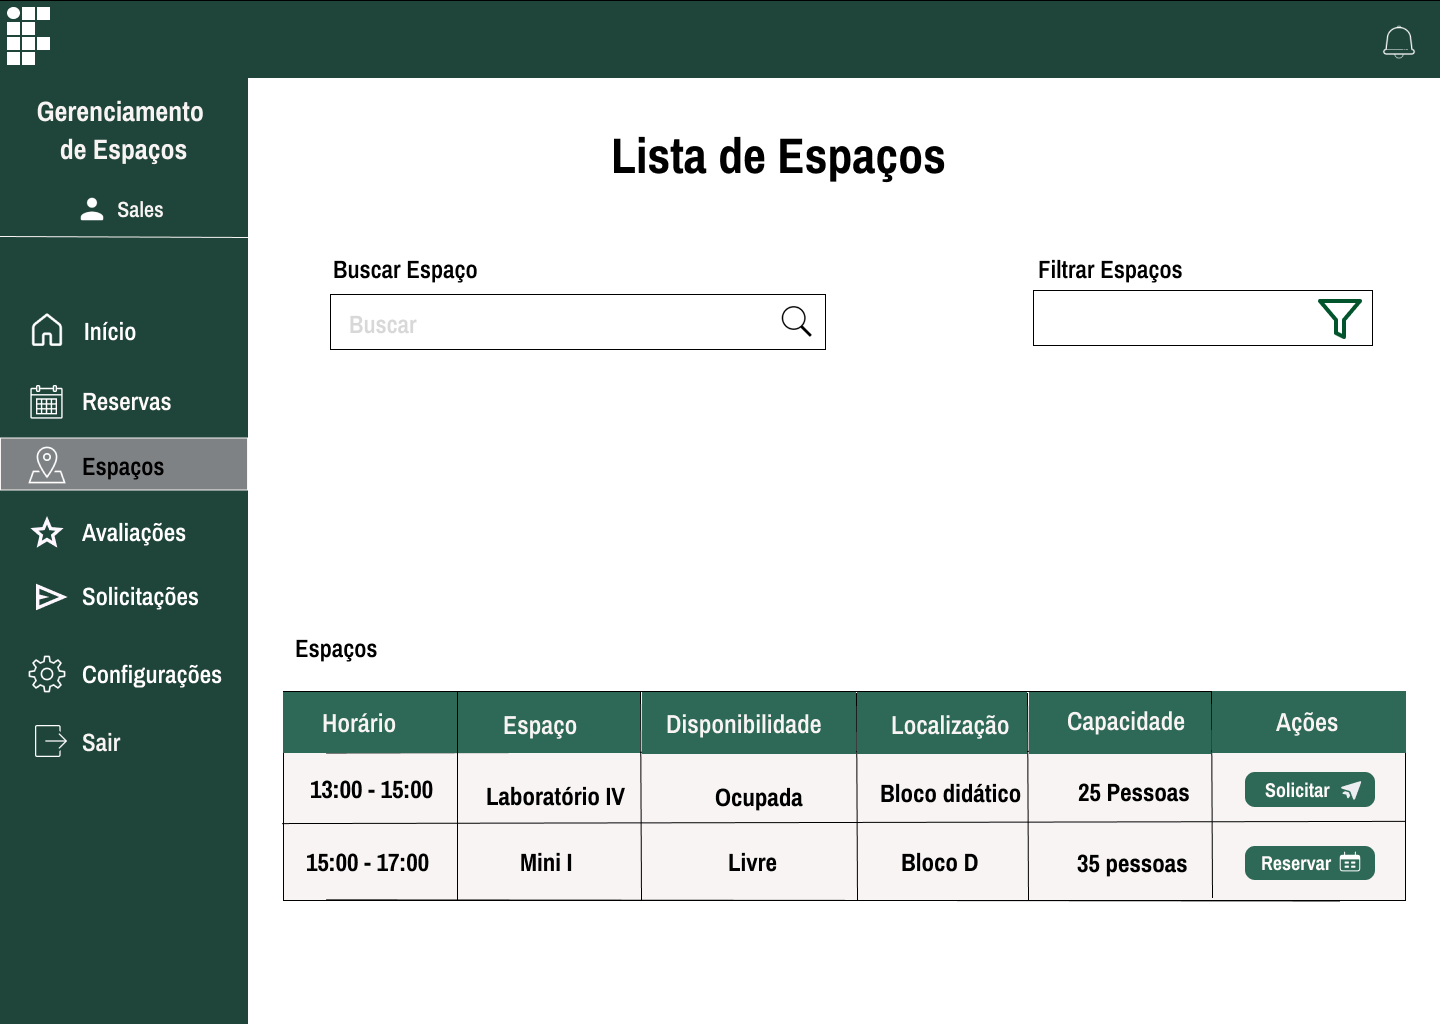 Gerenciamento
de Espaços
Sales
Início
Reservas
Espaços
Avaliações
Solicitações
Configurações
Sair
Lista de Espaços
Buscar Espaço
Filtrar Espaços
Buscar
Espaços
Horário Espaço Disponibilidade Localização Capacidade Ações
13:00 - 15:00 Laboratório IV Ocupada Bloco didático 25 Pessoas Solicitar
15:00 - 17:00 Mini I Livre Bloco D 35 pessoas Reservar